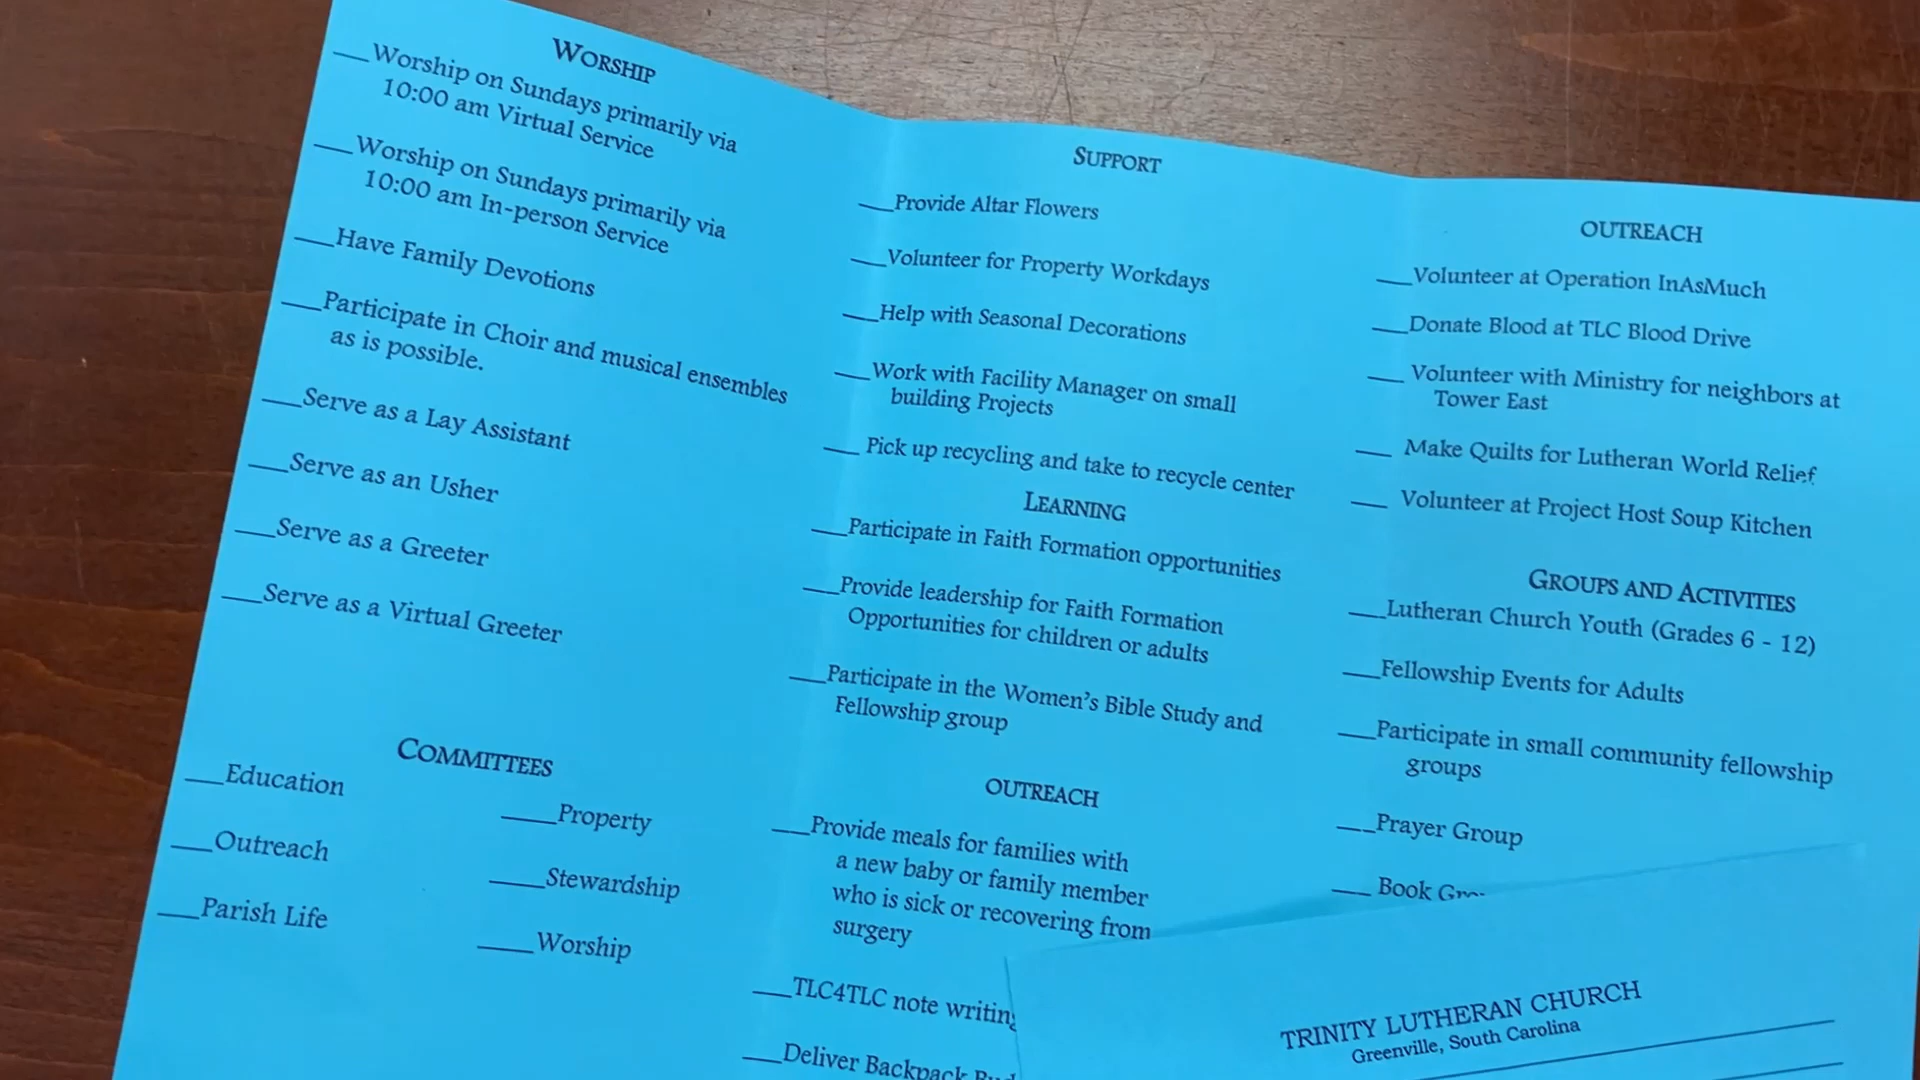 WORSHIP
___Worship on Sundays primarily via
10:00 am Virtual Service
___Worship on Sundays primarily via
10:00 am In-person Service
___Have Family Devotions
___Participate in Choir and musical ensembles
as is possible.
___Serve as a Lay Assistant
___Serve as an Usher
___Serve as a Greeter
___Serve as a Virtual Greeter
COMMITTEES
___Education
___Outreach
___Parish Life
____Property
____Stewardship
____Worship
SUPPORT
___Provide Altar Flowers
___Volunteer for Property Workdays
___Help with Seasonal Decorations
___Work with Facility Manager on small
building Projects
___ Pick up recycling and take to recycle center
LEARNING
___Participate in Faith Formation opportunities
___Provide leadership for Faith Formation
Opportunities for children or adults
___Participate in the Women's Bible Study and
Fellowship group
OUTREACH
___Provide meals for families with
a new baby or family member
who is sick or recovering from
surgery
___TLC4TLC note writing
___Deliver Backpack
OUTREACH
___Volunteer at Operation InAsMuch
___Donate Blood at TLC Blood Drive
___ Volunteer with Ministry for neighbors at
Tower East
___ Make Quilts for Lutheran World Relief
___ Volunteer at Project Host Soup Kitchen
GROUPS AND ACTIVITIES
___Lutheran Church Youth (Grades 6 - 12)
___Fellowship Events for Adults
___Participate in small community fellowship
groups
___Prayer Group
___ Book
TRINITY LUTHERAN CHURCH
Greenville, South Carolina